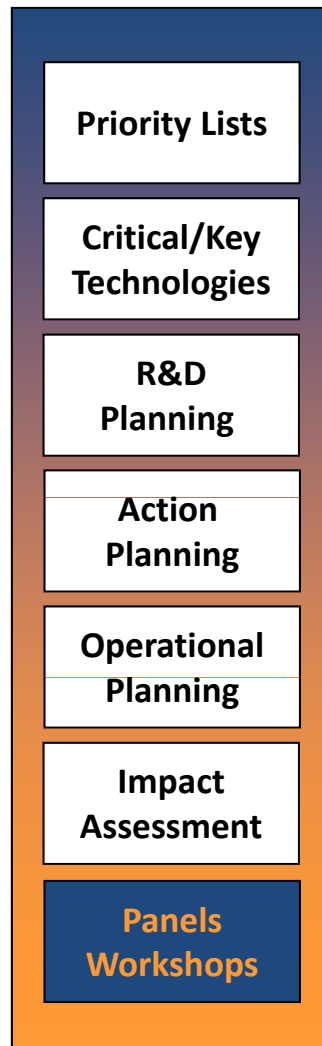 Priority Lists
Critical/Key
Technologies
R&D
Planning
Action
Planning
Operational
Planning
Impact
Assessment
Panels
Workshops